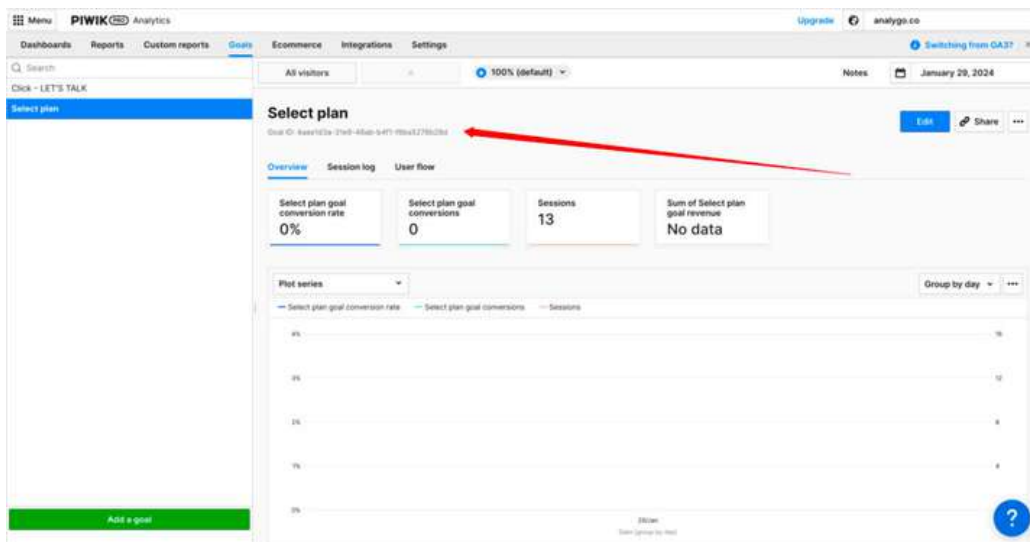 Menu PIWIK PRO Analytics Upgrade analygo.co
Dashboards Reports Custom reports Goals Ecommerce Integrations Settings Switching from GA3?
Search All visitors 100% (default) Notes January 29, 2024
Click - LET'S TALK
Select plan
Select plan
Edit Share
Goal ID:
Overview Session log User flow
Select plan goal conversion rate
0%
Select plan goal conversions
0
Sessions
13
Sum of Select plan goal revenue
No data
Plot series Group by day
Select plan goal conversion rate Select plan goal conversions Sessions
4% 16
3% 12
2% 8
1% 4
0%
Add a goal
?